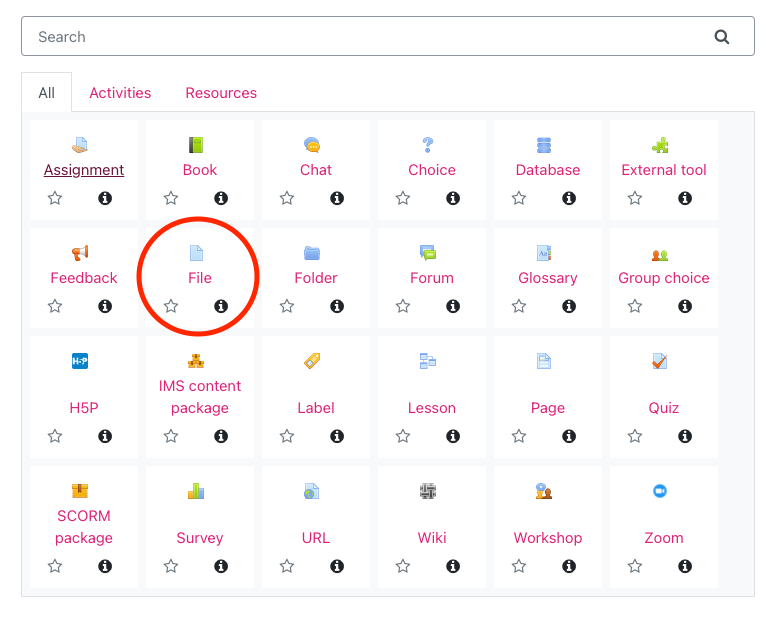 Search
All Activities Resources
Assignment Book Chat Choice Database External tool
Feedback File Folder Forum Glossary Group choice
H5P IMS content package Label Lesson Page Quiz
SCORM package Survey URL Wiki Workshop Zoom